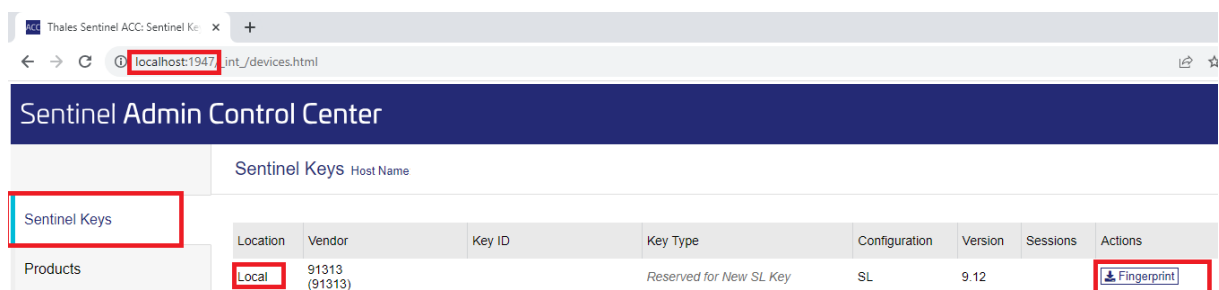 ACC Thales Sentinel ACC: Sentinel Ke
localhost:1947/_int_/devices.html
Sentinel Admin Control Center
Sentinel Keys Host Name
Sentinel Keys
Location Vendor Key ID Key Type Configuration Version Sessions Actions
Products
Local 91313 Reserved for New SL Key SL 9.12 Fingerprint
(91313)